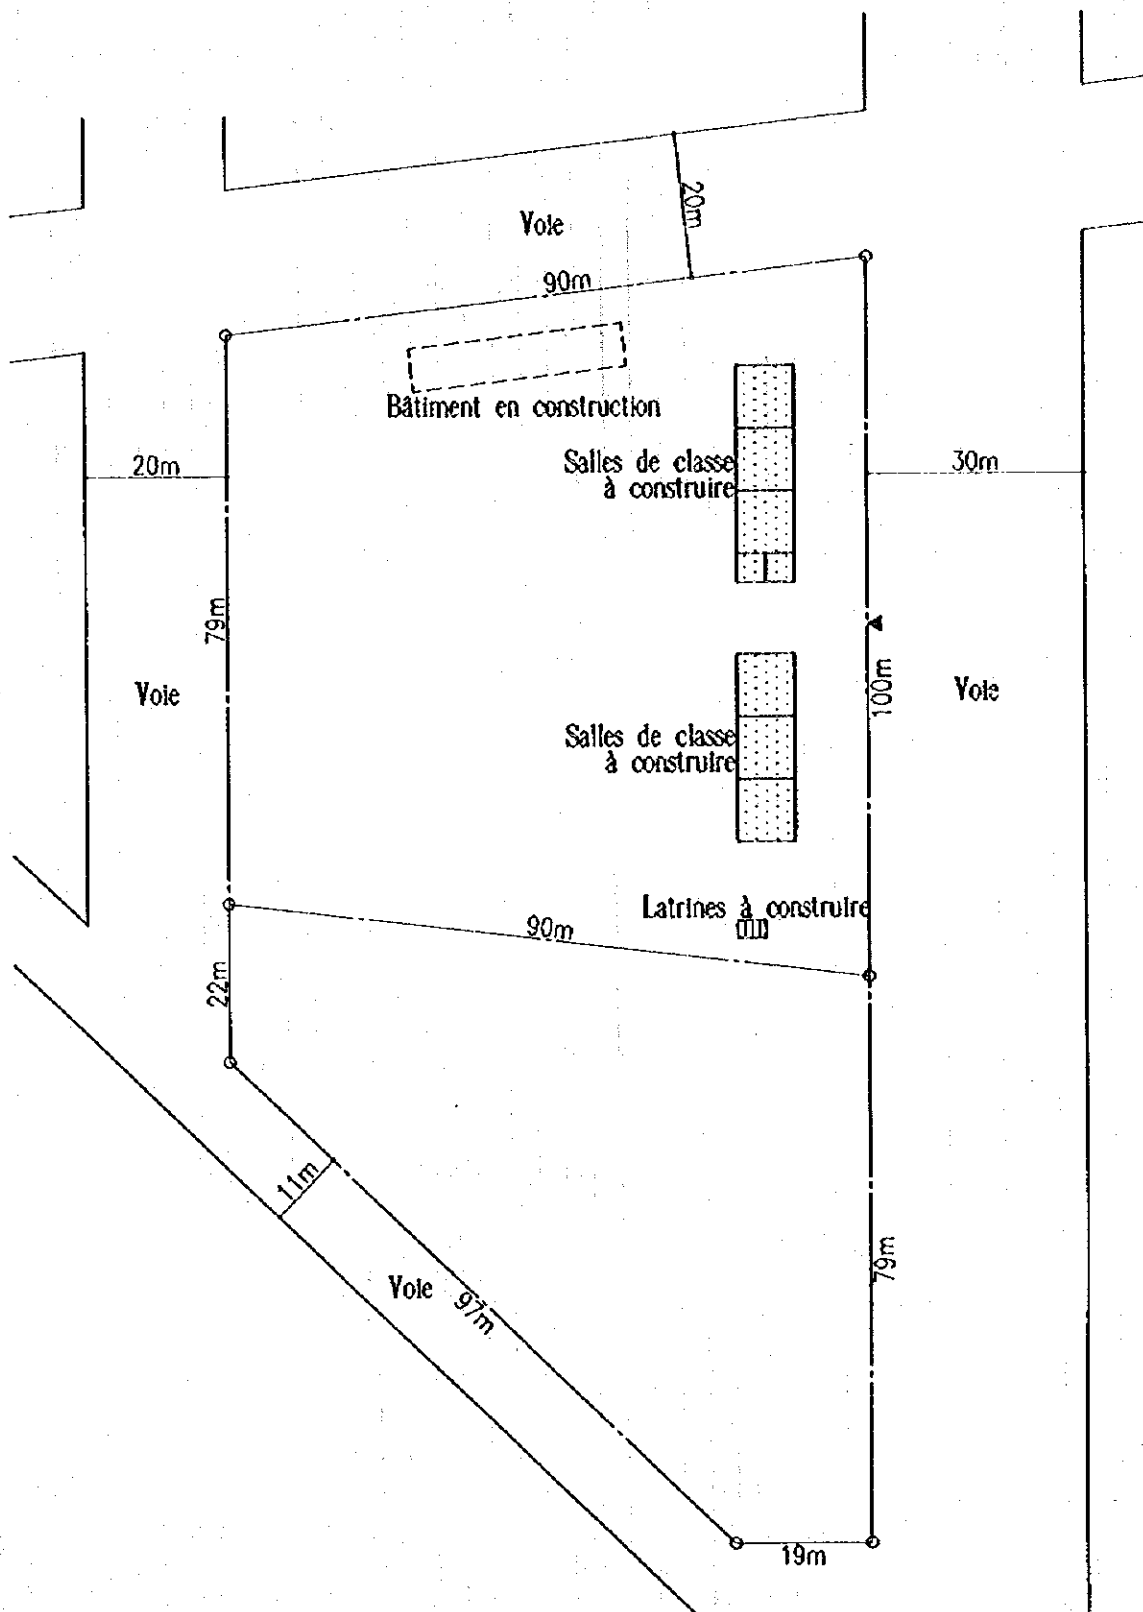 20m
Voie
90m
Bâtiment en construction
Salles de classe
à construire
20m
30m
79m
100m
Voie
Voie
Salles de classe
à construire
Latrines à construire
90m
22m
11m
79m
Voie
97m
19m